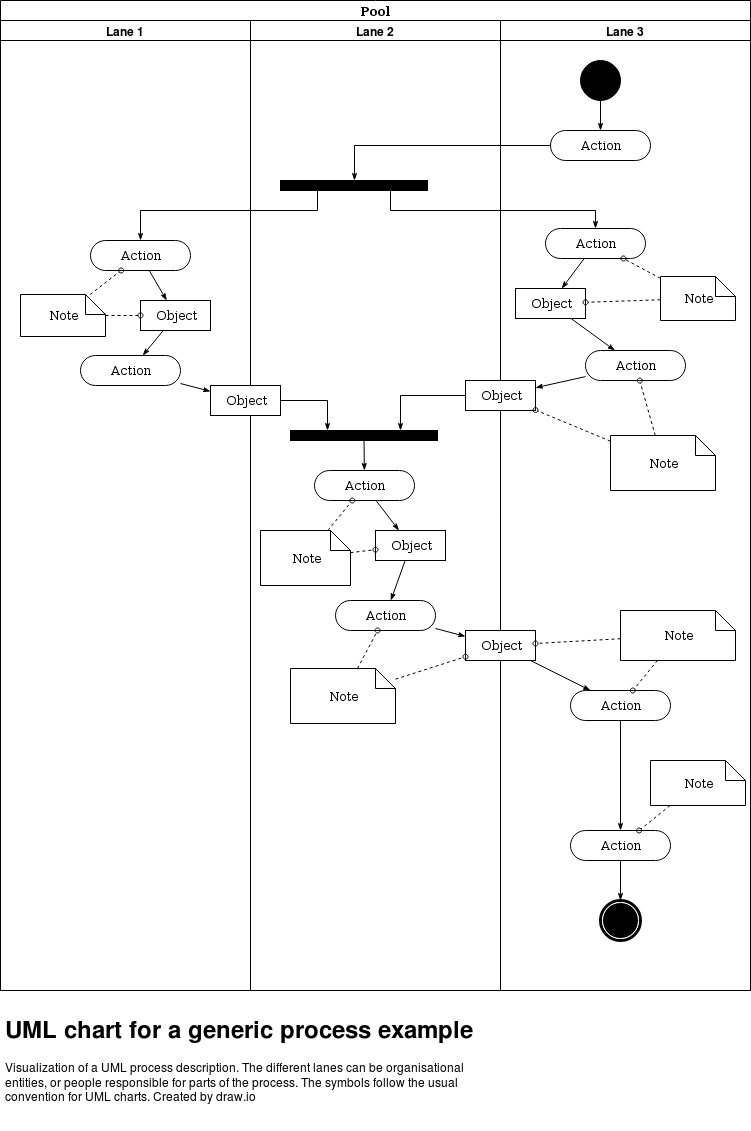 Pool
Lane 1
Lane 2
Lane 3
Action
Action
Action
Note
Object
Object
Note
Action
Action
Object
Object
Note
Action
Note
Object
Action
Object
Note
Note
Action
Note
Action
UML chart for a generic process example
Visualization of a UML process description. The different lanes can be organisational
entities, or people responsible for parts of the process. The symbols follow the usual
convention for UML charts. Created by draw.io